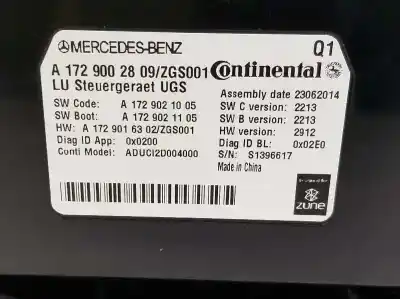 MERCEDES-BENZ
Q1
A 172 900 28 09/ZGS001
Continental
LU Steuergeraet UGS
Assembly date 23062014
SW Code: A 172 902 10 05
SW C version: 2213
SW Boot: A 172 902 11 05
SW B version: 2213
HW: A 172 901 63 02/ZGS001
HW version: 2912
Diag ID App: 0x0200
Diag ID BL: 0x02E0
Conti Model: ADUCI2D004000
S/N: S1396617
Made in China
zune